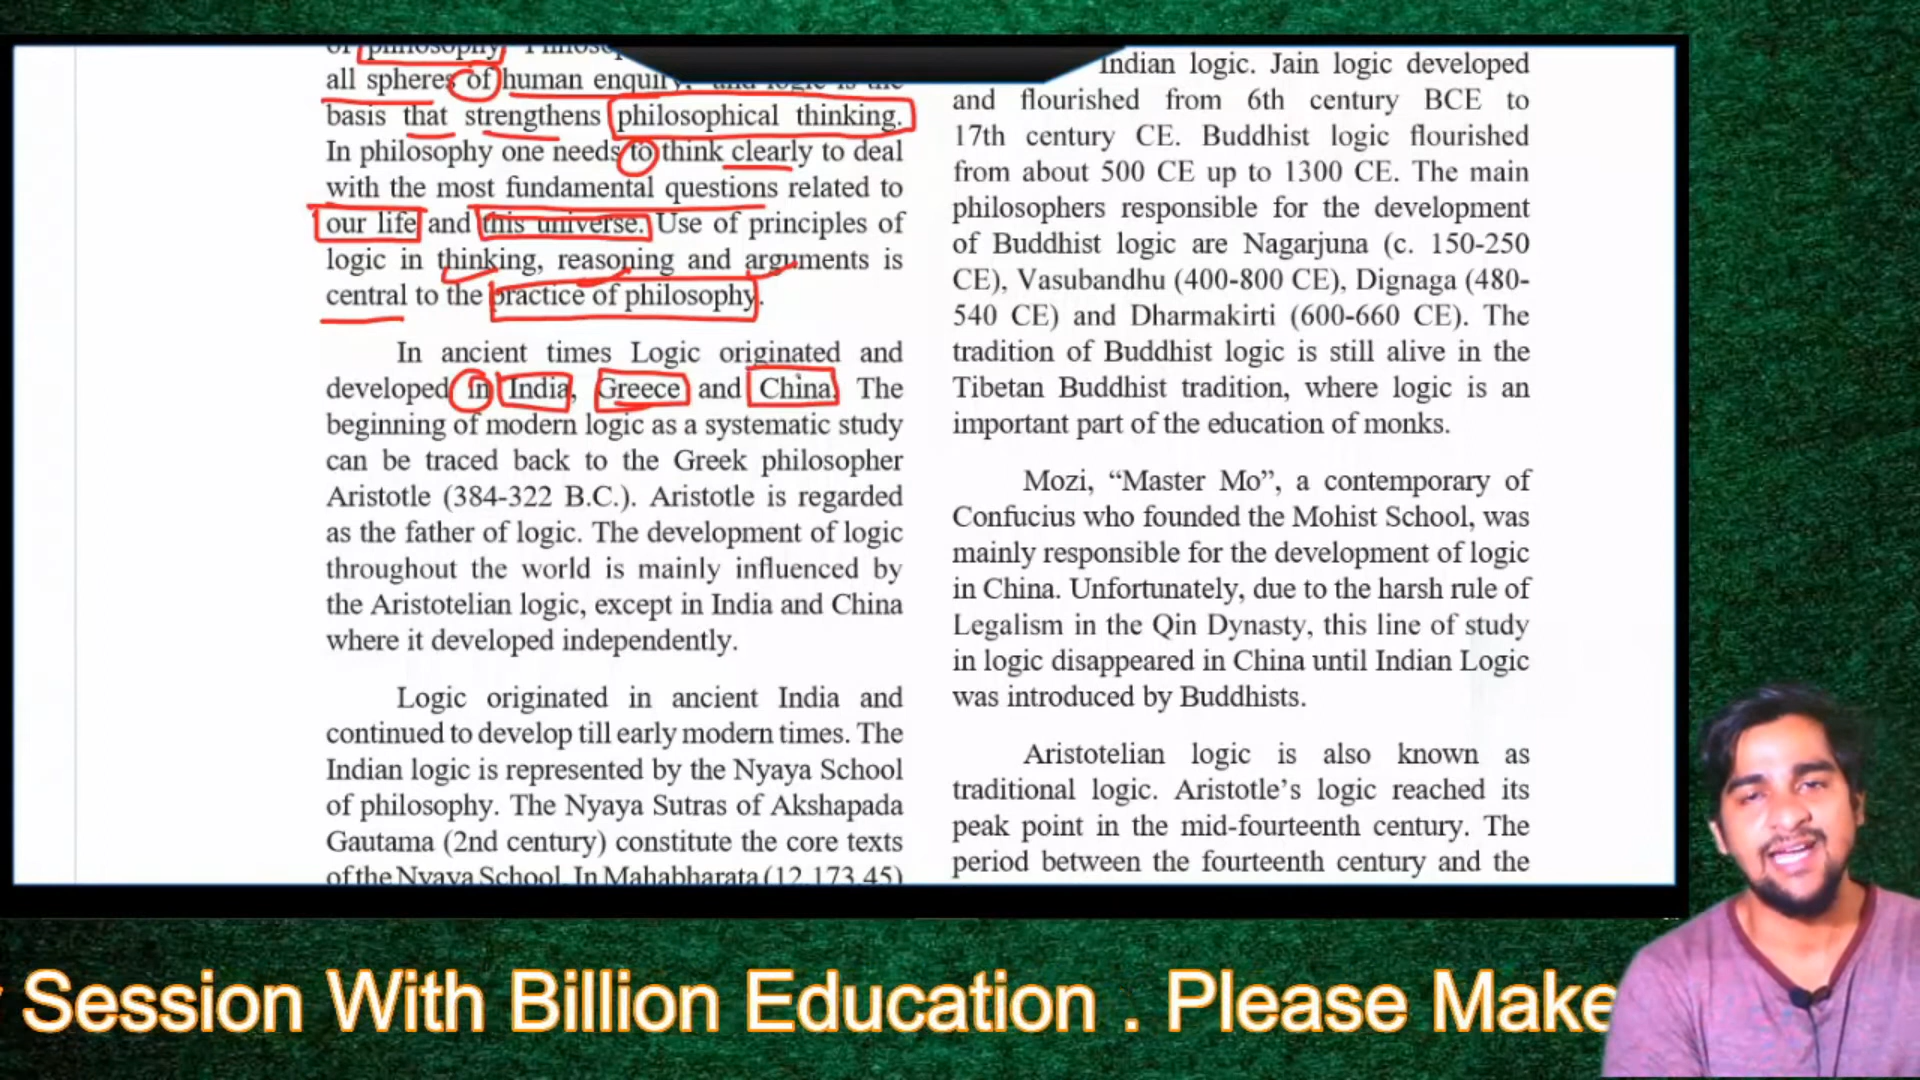 of philosophy.
all spheres of human enquiry, and logic is the
basis that strengthens philosophical thinking.
In philosophy one needs to think clearly to deal
with the most fundamental questions related to
our life and this universe. Use of principles of
logic in thinking, reasoning and arguments is
central to the practice of philosophy.
In ancient times Logic originated and
developed in India, Greece and China. The
beginning of modern logic as a systematic study
can be traced back to the Greek philosopher
Aristotle (384-322 B.C.). Aristotle is regarded
as the father of logic. The development of logic
throughout the world is mainly influenced by
the Aristotelian logic, except in India and China
where it developed independently.
Logic originated in ancient India and
continued to develop till early modern times. The
Indian logic is represented by the Nyaya School
of philosophy. The Nyaya Sutras of Akshapada
Gautama (2nd century) constitute the core texts
of the Nyaya School. In Mahabharata (12.173.45)
Indian logic. Jain logic developed
and flourished from 6th century BCE to
17th century CE. Buddhist logic flourished
from about 500 CE up to 1300 CE. The main
philosophers responsible for the development
of Buddhist logic are Nagarjuna (c. 150-250
CE), Vasubandhu (400-800 CE), Dignaga (480-
540 CE) and Dharmakirti (600-660 CE). The
tradition of Buddhist logic is still alive in the
Tibetan Buddhist tradition, where logic is an
important part of the education of monks.
Mozi, “Master Mo”, a contemporary of
Confucius who founded the Mohist School, was
mainly responsible for the development of logic
in China. Unfortunately, due to the harsh rule of
Legalism in the Qin Dynasty, this line of study
in logic disappeared in China until Indian Logic
was introduced by Buddhists.
Aristotelian logic is also known as
traditional logic. Aristotle’s logic reached its
peak point in the mid-fourteenth century. The
period between the fourteenth century and the
Session With Billion Education . Please Make